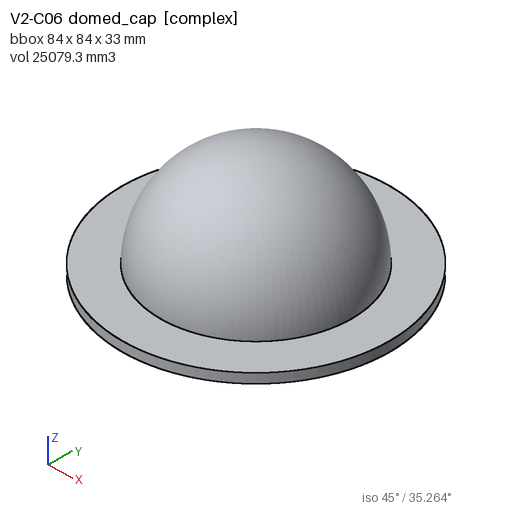 V2-C06 domed_cap [complex]
bbox 84 x 84 x 33 mm
vol 25079.3 mm3
Z
Y
X
iso 45° / 35.264°